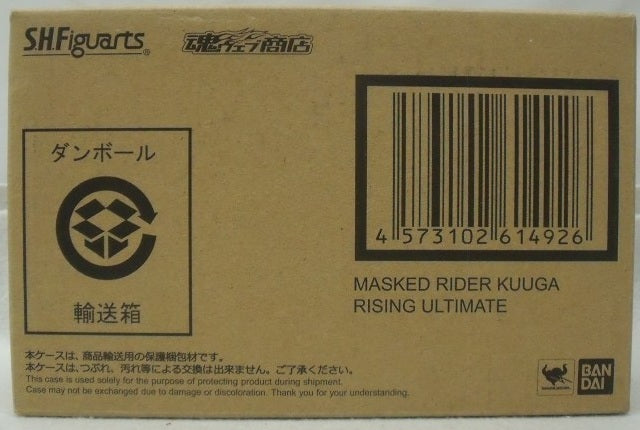 S.H.Figuarts®
魂ウェブ商店
ダンボール
輸送箱
4 573102 614926
MASKED RIDER KUUGA
RISING ULTIMATE
本ケースは、商品輸送用の保護梱包材です。
本ケースは、つぶれ、汚れ等による交換は出来ません。ご了承ください。
This case is used solely for the purpose of protecting product during shipment.
Case may not be exchanged due to damage or discoloration. Thank you for your understanding.
BAN
DAI